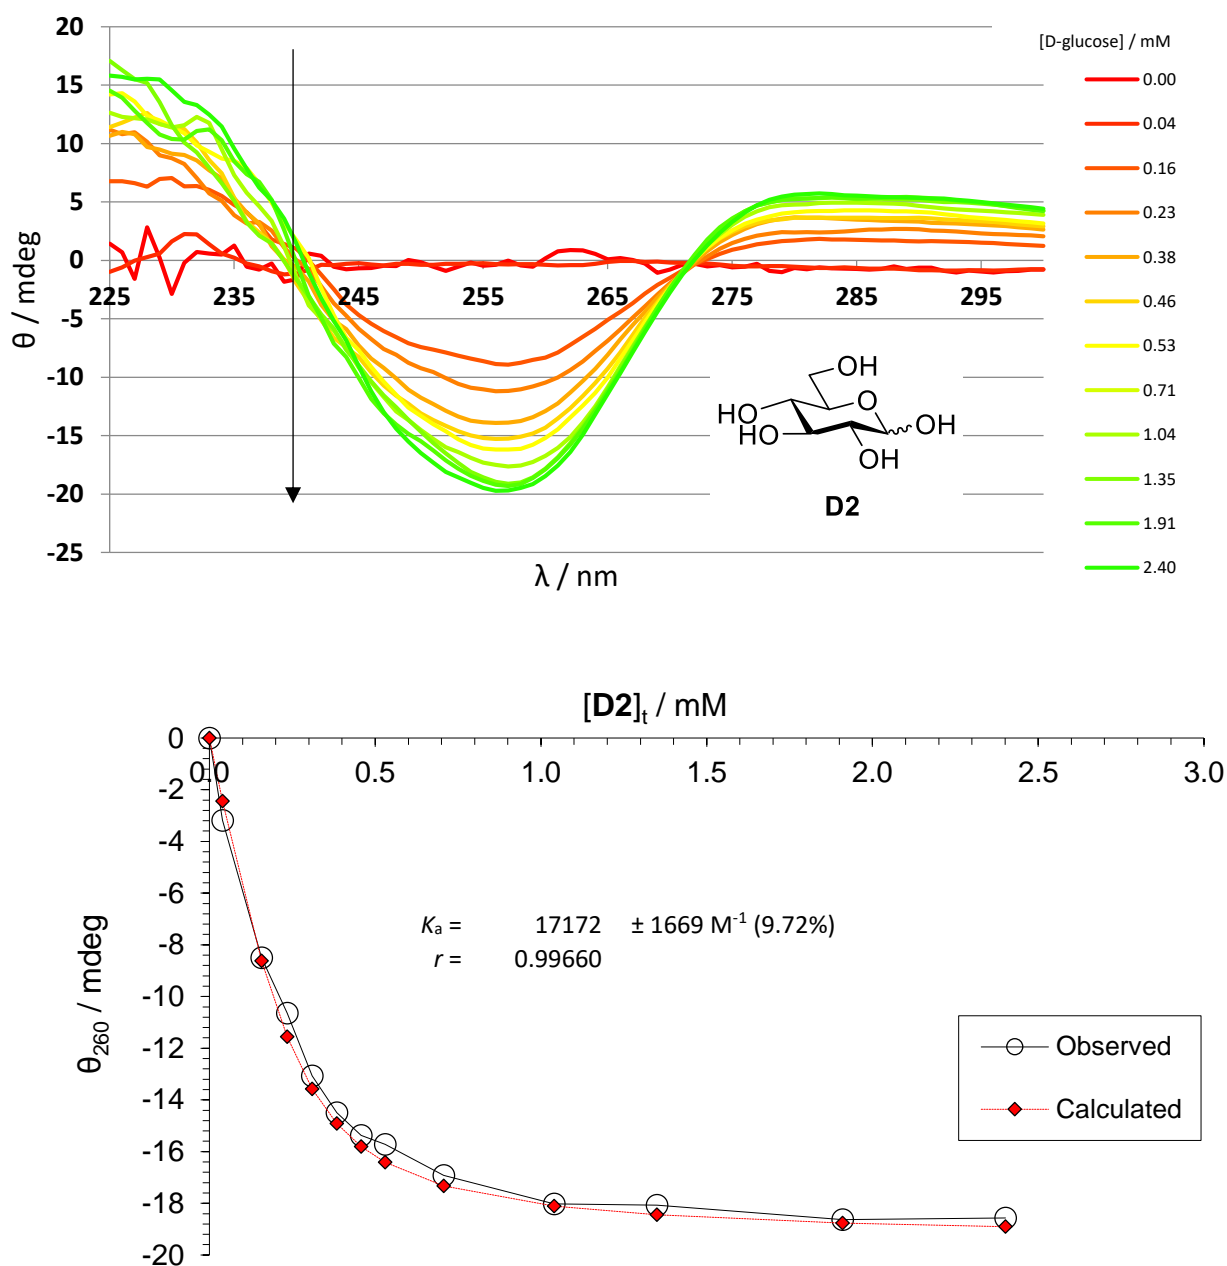 20
[D-glucose] / mM
15
10
5
0
-5
-10
-15
-20
-25
θ / mdeg
225 235 245 255 265 275 285 295
λ / nm
0.00
0.04
0.16
0.23
0.38
0.46
0.53
0.71
1.04
1.35
1.91
2.40
OH
HO
O
HO
OH
OH
D2
[D2]t / mM
0.0 0.5 1.0 1.5 2.0 2.5 3.0
0
-2
-4
-6
-8
-10
-12
-14
-16
-18
-20
θ260 / mdeg
Ka = 17172 ± 1669 M-1 (9.72%)
r = 0.99660
Observed
Calculated